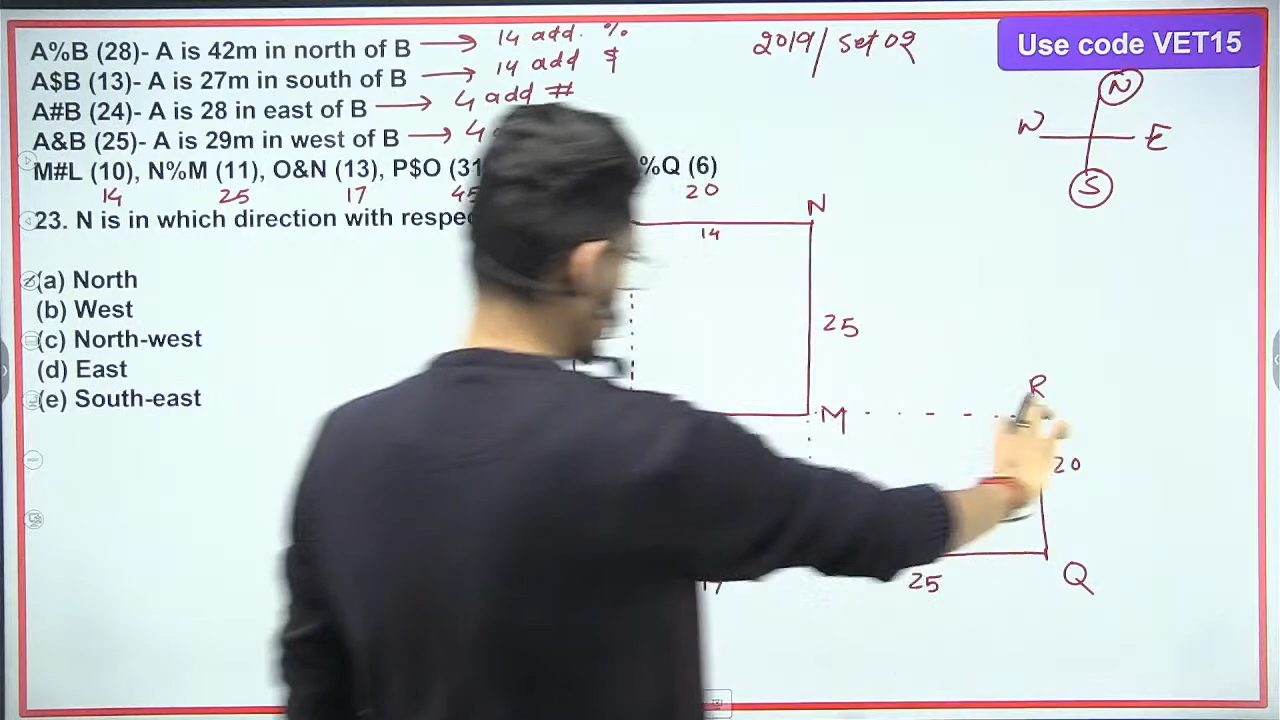 A%B (28)- A is 42m in north of B → 14 add. %
A$B (13)- A is 27m in south of B → 14 add $
A#B (24)- A is 28 in east of B → 4 add #
A&B (25)- A is 29m in west of B → 4
M#L (10), N%M (11), O&N (13), P$O (31 %Q (6)
14 25 17 45 20
23. N is in which direction with respec
(a) North
(b) West
(c) North-west
(d) East
(e) South-east
2019/Set 02
Use code VET15
N
W E
S
N
14
25
R
M
20
17 25
Q